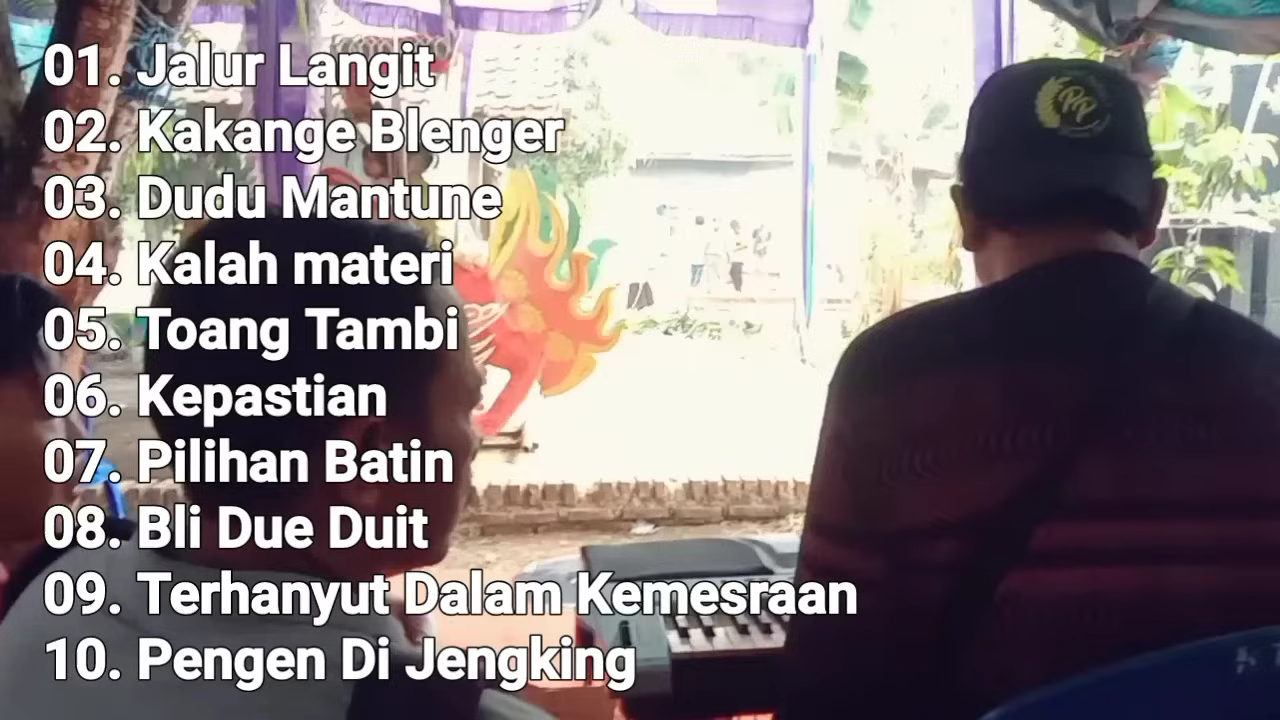 01. Jalur Langit
02. Kakange Blenger
03. Dudu Mantune
04. Kalah materi
05. Toang Tambi
06. Kepastian
07. Pilihan Batin
08. Bli Due Duit
09. Terhanyut Dalam Kemesraan
10. Pengen Di Jengking
PP